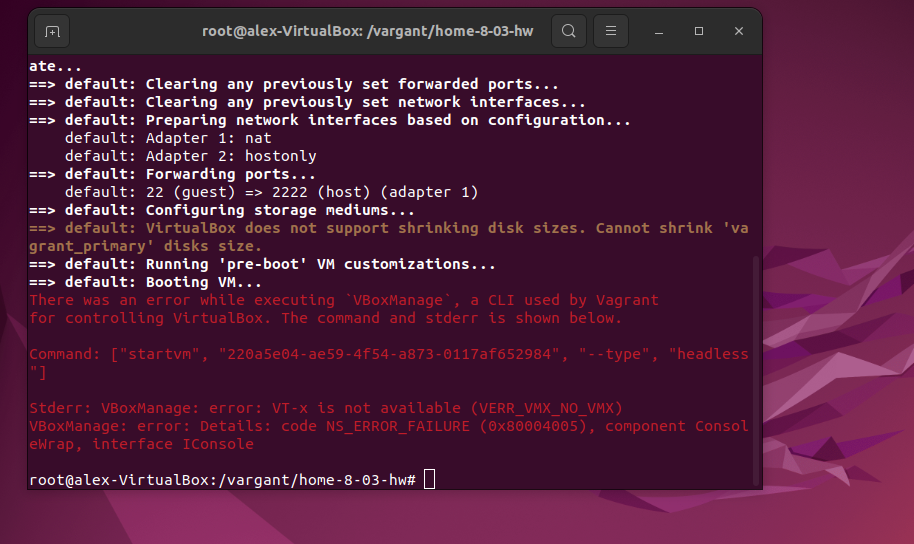 root@alex-VirtualBox: /vargant/home-8-03-hw
ate...
==> default: Clearing any previously set forwarded ports...
==> default: Clearing any previously set network interfaces...
==> default: Preparing network interfaces based on configuration...
    default: Adapter 1: nat
    default: Adapter 2: hostonly
==> default: Forwarding ports...
    default: 22 (guest) => 2222 (host) (adapter 1)
==> default: Configuring storage mediums...
==> default: VirtualBox does not support shrinking disk sizes. Cannot shrink 'va
grant_primary' disks size.
==> default: Running 'pre-boot' VM customizations...
==> default: Booting VM...
There was an error while executing `VBoxManage`, a CLI used by Vagrant
for controlling VirtualBox. The command and stderr is shown below.
Command: ["startvm", "220a5e04-ae59-4f54-a873-0117af652984", "--type", "headless
"]
Stderr: VBoxManage: error: VT-x is not available (VERR_VMX_NO_VMX)
VBoxManage: error: Details: code NS_ERROR_FAILURE (0x80004005), component Consol
eWrap, interface IConsole
root@alex-VirtualBox:/vargant/home-8-03-hw#